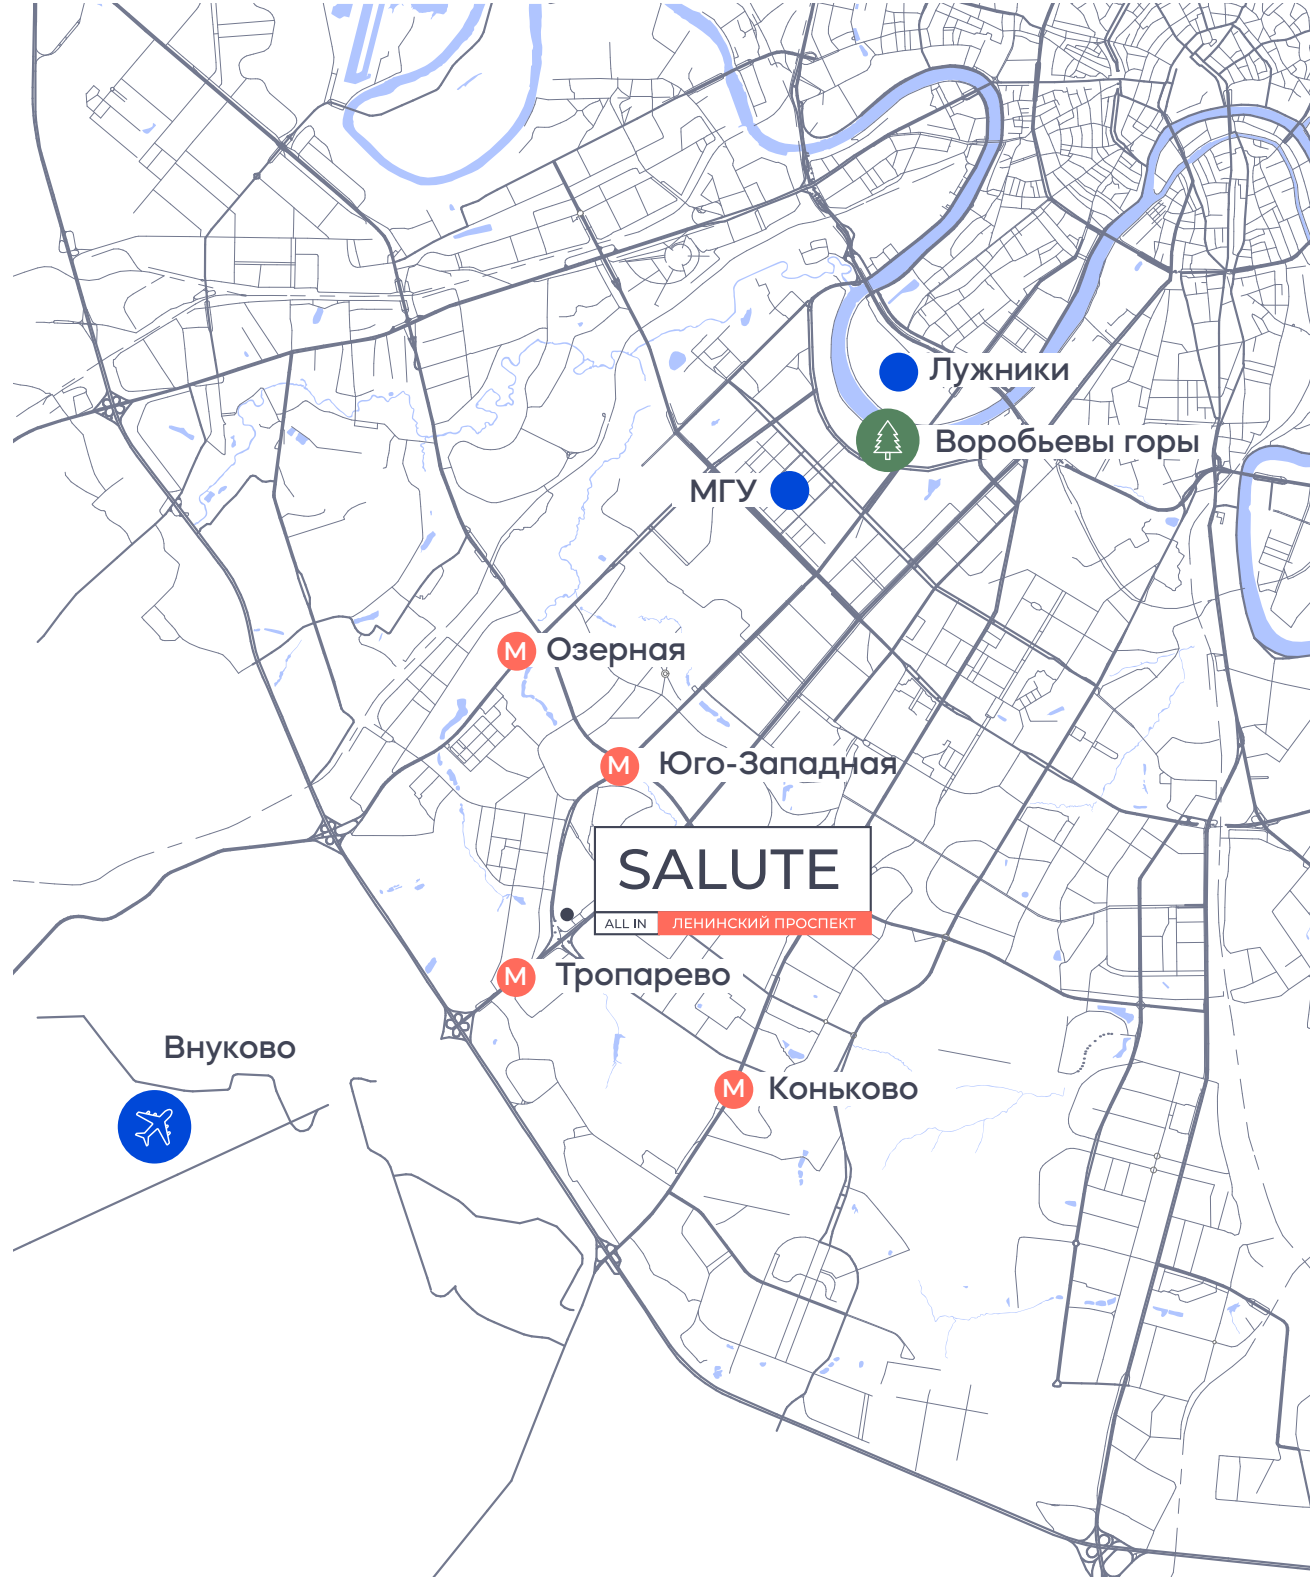 Лужники
Воробьевы горы
МГУ
М Озерная
М Юго-Западная
SALUTE
ALL IN ЛЕНИНСКИЙ ПРОСПЕКТ
М Тропарево
Внуково
М Коньково